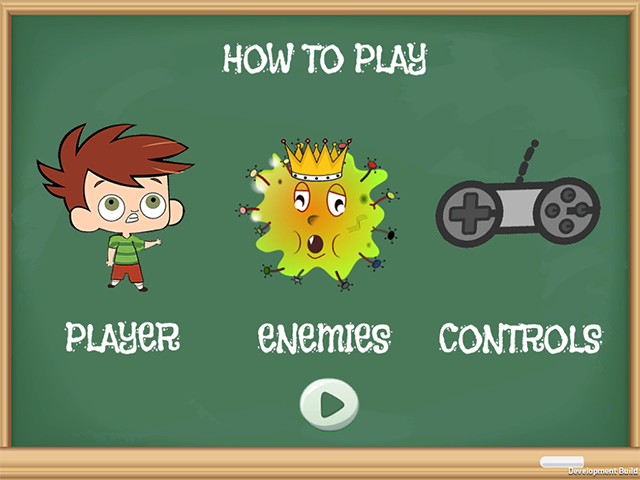 HOW TO PLAY
PLAYER
ENEMIES
CONTROLS
Development Build